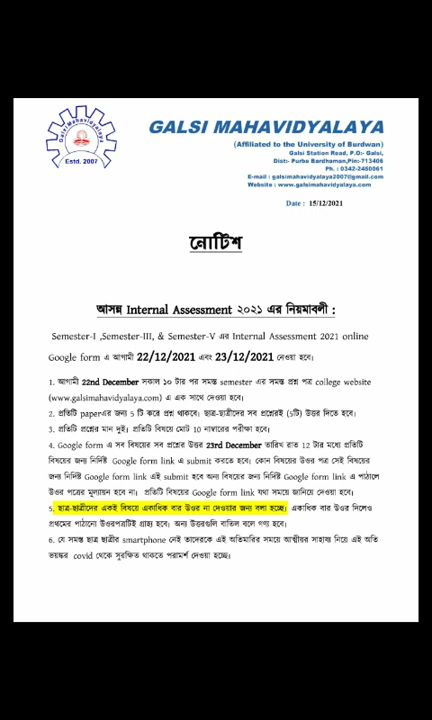 Galsi Mahavidyalaya
Estd. 2007
GALSI MAHAVIDYALAYA
(Affiliated to the University of Burdwan)
Galsi Station Road, P.O:- Galsi,
Dist:- Purba Bardhaman,Pin:-713406
Ph. : 0342-2450061
E-mail : galsimahavidyalaya2007@gmail.com
Website : www.galsimahavidyalaya.com
Date : 15/12/2021
নোটিশ
আসন্ন Internal Assessment ২০২১ এর নিয়মাবলী :
Semester-I ,Semester-III, & Semester-V এর Internal Assessment 2021 online
Google form এ আগামী 22/12/2021 এবং 23/12/2021 নেওয়া হবে।
1. আগামী 22nd December সকাল ১০ টার পর সমস্ত semester এর সমস্ত প্রশ্ন পত্র college website
(www.galsimahavidyalaya.com) এ এক সাথে দেওয়া হবে।
2. প্রতিটি paperএর জন্য 5 টি করে প্রশ্ন থাকবে। ছাত্র-ছাত্রীদের সব প্রশ্নেরই (5টি) উত্তর দিতে হবে।
3. প্রতিটি প্রশ্নের মান দুই। প্রতিটি বিষয়ে মোট 10 নাম্বারের পরীক্ষা হবে।
4. Google form এ সব বিষয়ের সব প্রশ্নের উত্তর 23rd December তারিখ রাত 12 টার মধ্যে প্রতিটি
বিষয়ের জন্য নির্দিষ্ট Google form link এ submit করতে হবে। কোন বিষয়ের উত্তর পত্র সেই বিষয়ের
জন্য নির্দিষ্ট Google form link এই submit হবে অন্য বিষয়ের জন্য নির্দিষ্ট Google form link এ পাঠালে
উত্তর পত্রের মূল্যায়ন হবে না। প্রতিটি বিষয়ের Google form link যথা সময়ে জানিয়ে দেওয়া হবে।
5. ছাত্র-ছাত্রীদের একই বিষয়ে একাধিক বার উত্তর না দেওয়ার জন্য বলা হচ্ছে। একাধিক বার উত্তর দিলেও
প্রথমের পাঠানো উত্তরপত্রটিই গ্রাহ্য হবে। অন্য উত্তরগুলি বাতিল বলে গণ্য হবে।
6. যে সমস্ত ছাত্র ছাত্রীর smartphone নেই তাদেরকে এই অতিমারির সময়ে আত্মীয়র সাহায্য নিয়ে এই অতি
ভয়ঙ্কর covid থেকে সুরক্ষিত থাকতে পরামর্শ দেওয়া হচ্ছে।